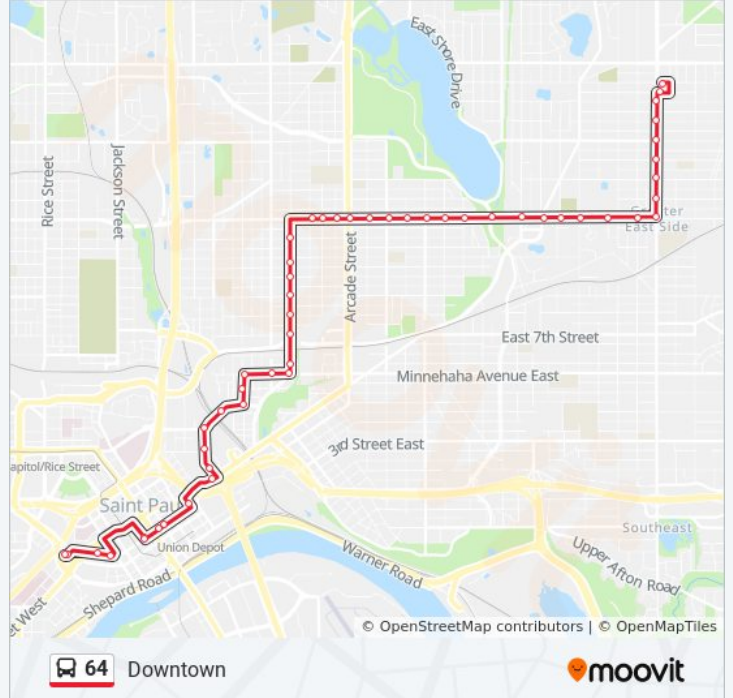 East Shore Drive
Rice Street
Jackson Street
Greater
East Side
Arcade Street
East 7th Street
Minnehaha Avenue East
3rd Street East
apitol/Rice Street
Saint Pau
Union Depot
Southeast
Warner Road
Upper Afton Road
Shepard Road
et West
© OpenStreetMap contributors | © OpenMapTiles
64 Downtown
moovit